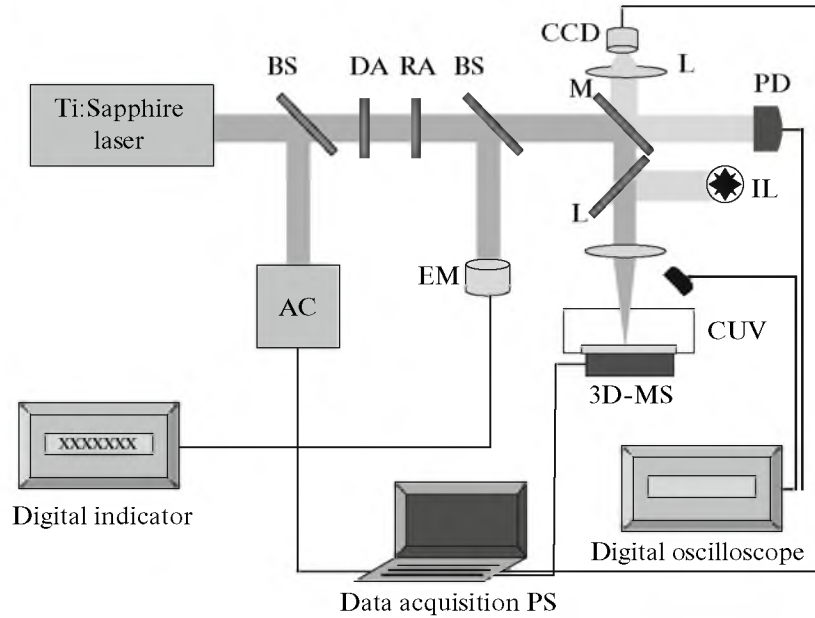 CCD
BS
DA
RA
BS
L
M
PD
Ti:Sapphire
laser
L
IL
EM
AC
CUV
3D-MS
XXXXXXX
Digital indicator
Digital oscilloscope
Data acquisition PS